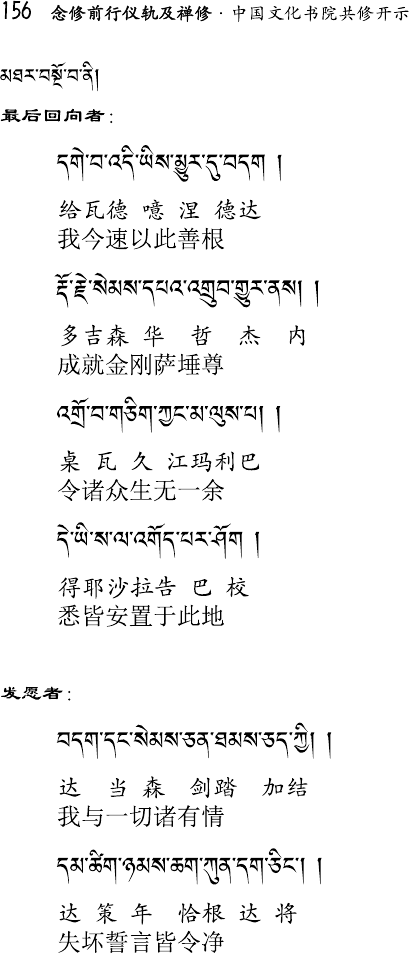 156 念修前行仪轨及禅修·中国文化书院共修开示
མཐར་བསྔོ་བ་ནི།
最后回向者:
དགེ་བ་འདི་ཡིས་མྱུར་དུ་བདག །
给瓦德 噫 涅 德达
我今速以此善根
རྡོ་རྗེ་སེམས་དཔའ་འགྲུབ་གྱུར་ནས། །
多吉森 华 哲 杰 内
成就金刚萨埵尊
འགྲོ་བ་གཅིག་ཀྱང་མ་ལུས་པ། །
桌 瓦 久 江玛利巴
令诸众生无一余
དེ་ཡི་ས་ལ་འགོད་པར་ཤོག །
得耶沙拉告 巴 校
悉皆安置于此地
发愿者:
བདག་དང་སེམས་ཅན་ཐམས་ཅད་ཀྱི། །
达 当 森 剑踏 加结
我与一切诸有情
དམ་ཚིག་ཉམས་ཆག་ཀུན་དག་ཅིང་། །
达 策 年 恰根 达 将
失坏誓言皆令净